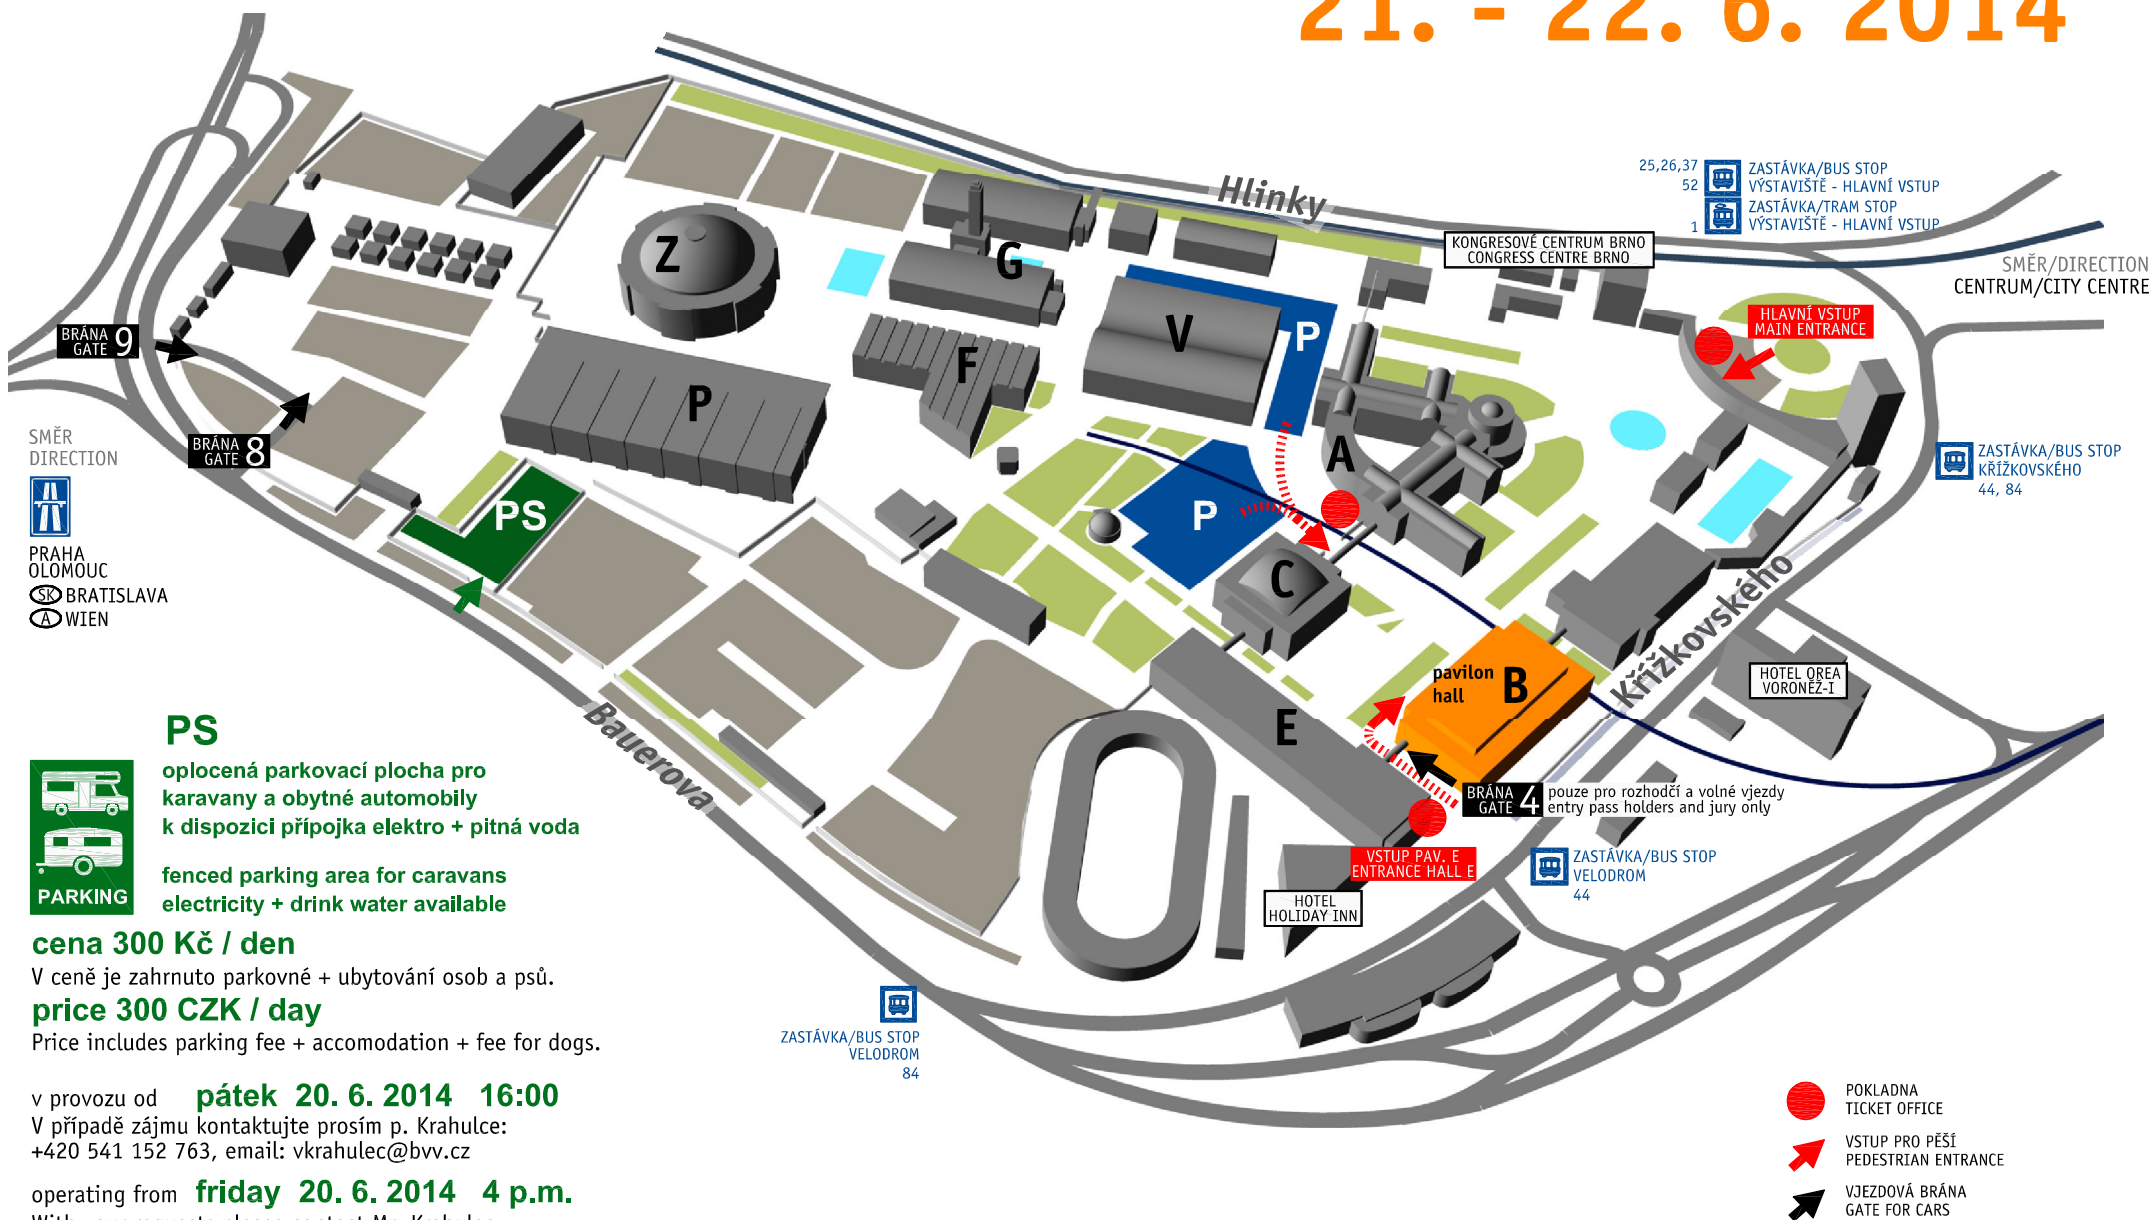 21. - 22. 6. 2014
Hlinky
25,26,37
52
ZASTÁVKA/BUS STOP
VÝSTAVIŠTĚ - HLAVNÍ VSTUP
1
ZASTÁVKA/TRAM STOP
VÝSTAVIŠTĚ - HLAVNÍ VSTUP
KONGRESOVÉ CENTRUM BRNO
CONGRESS CENTRE BRNO
SMĚR/DIRECTION
CENTRUM/CITY CENTRE
HLAVNÍ VSTUP
MAIN ENTRANCE
Z
G
V
P
F
P
A
BRÁNA
GATE 9
BRÁNA
GATE 8
SMĚR
DIRECTION
PRAHA
OLOMOUC
SK BRATISLAVA
A WIEN
PS
P
C
ZASTÁVKA/BUS STOP
KŘÍŽKOVSKÉHO
44, 84
Křížkovského
HOTEL OREA
VORONĚŽ-I
pavilon
hall
B
E
Bauerova
BRÁNA
GATE 4
pouze pro rozhodčí a volné vjezdy
entry pass holders and jury only
VSTUP PAV. E
ENTRANCE HALL E
ZASTÁVKA/BUS STOP
VELODROM
44
HOTEL
HOLIDAY INN
ZASTÁVKA/BUS STOP
VELODROM
84
PS
oplocená parkovací plocha pro
karavany a obytné automobily
k dispozici přípojka elektro + pitná voda
fenced parking area for caravans
electricity + drink water available
PARKING
cena 300 Kč / den
V ceně je zahrnuto parkovné + ubytování osob a psů.
price 300 CZK / day
Price includes parking fee + accomodation + fee for dogs.
v provozu od pátek 20. 6. 2014 16:00
V případě zájmu kontaktujte prosím p. Krahulce:
+420 541 152 763, email: vkrahulec@bvv.cz
operating from friday 20. 6. 2014 4 p.m.
POKLADNA
TICKET OFFICE
VSTUP PRO PĚŠÍ
PEDESTRIAN ENTRANCE
VJEZDOVÁ BRÁNA
GATE FOR CARS